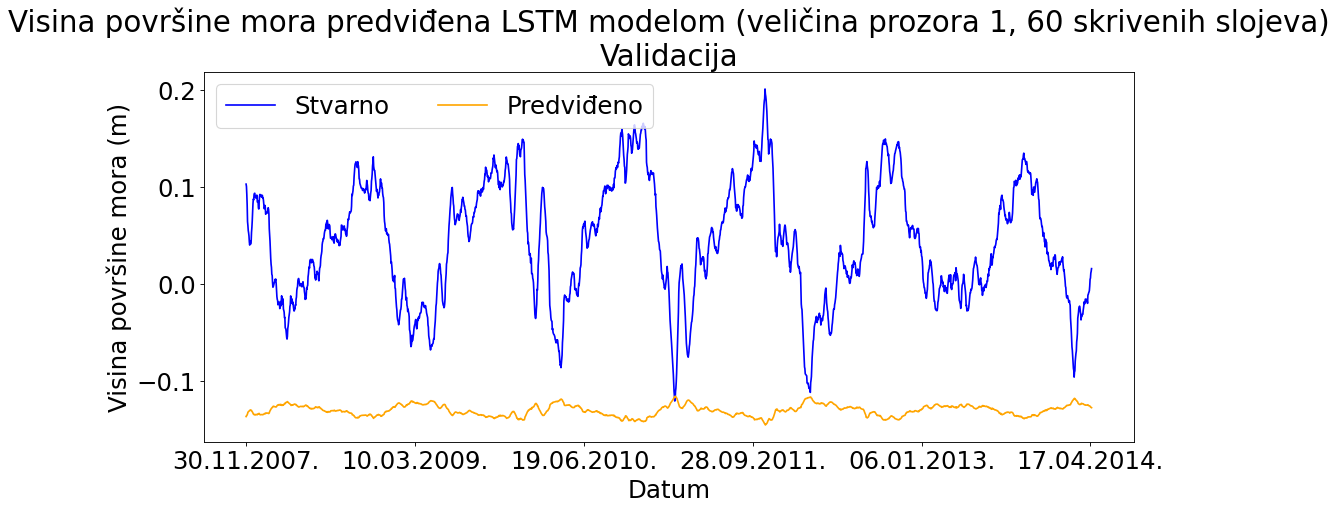 Visina površine mora predviđena LSTM modelom (veličina prozora 1, 60 skrivenih slojeva)
Validacija
Stvarno
Predviđeno
Visina površine mora (m)
0.2
0.1
0.0
−0.1
30.11.2007.
10.03.2009.
19.06.2010.
28.09.2011.
06.01.2013.
17.04.2014.
Datum